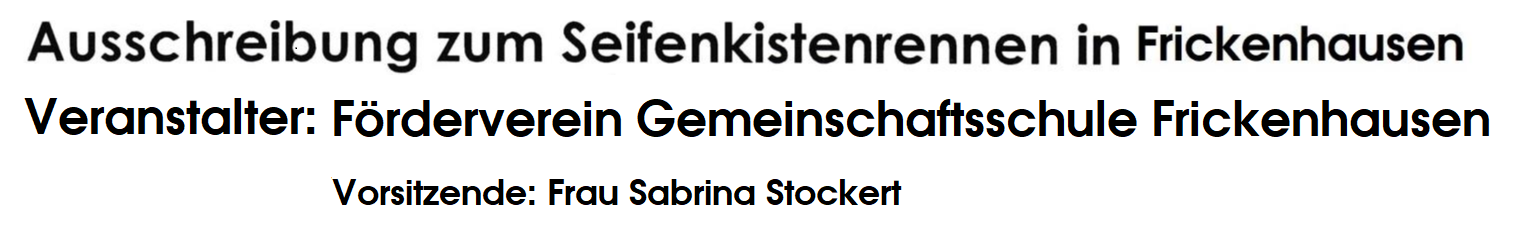 Ausschreibung zum Seifenkistenrennen in Frickenhausen
Veranstalter: Förderverein Gemeinschaftsschule Frickenhausen
Vorsitzende: Frau Sabrina Stockert